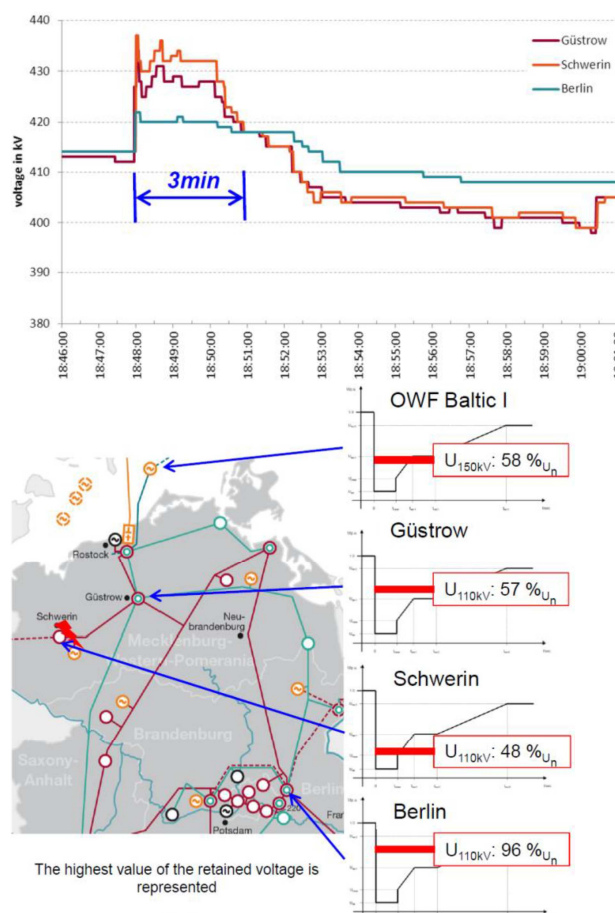 440
430
420
410
400
390
380
voltage in kV
Güstrow
Schwerin
Berlin
3min
18:46:00
18:47:00
18:48:00
18:49:00
18:50:00
18:51:00
18:52:00
18:53:00
18:54:00
18:55:00
18:56:00
18:57:00
18:58:00
18:59:00
19:00:00
OWF Baltic I
U150kV: 58 %Un
Güstrow
U110kV: 57 %Un
Schwerin
U110kV: 48 %Un
Berlin
U110kV: 96 %Un
Rostock
Güstrow
Schwerin
Neu-
brandenburg
Mecklenburg-
Western-Pomerania
Brandenburg
Saxony-
Anhalt
Berlin
Potsdam
The highest value of the retained voltage is
represented